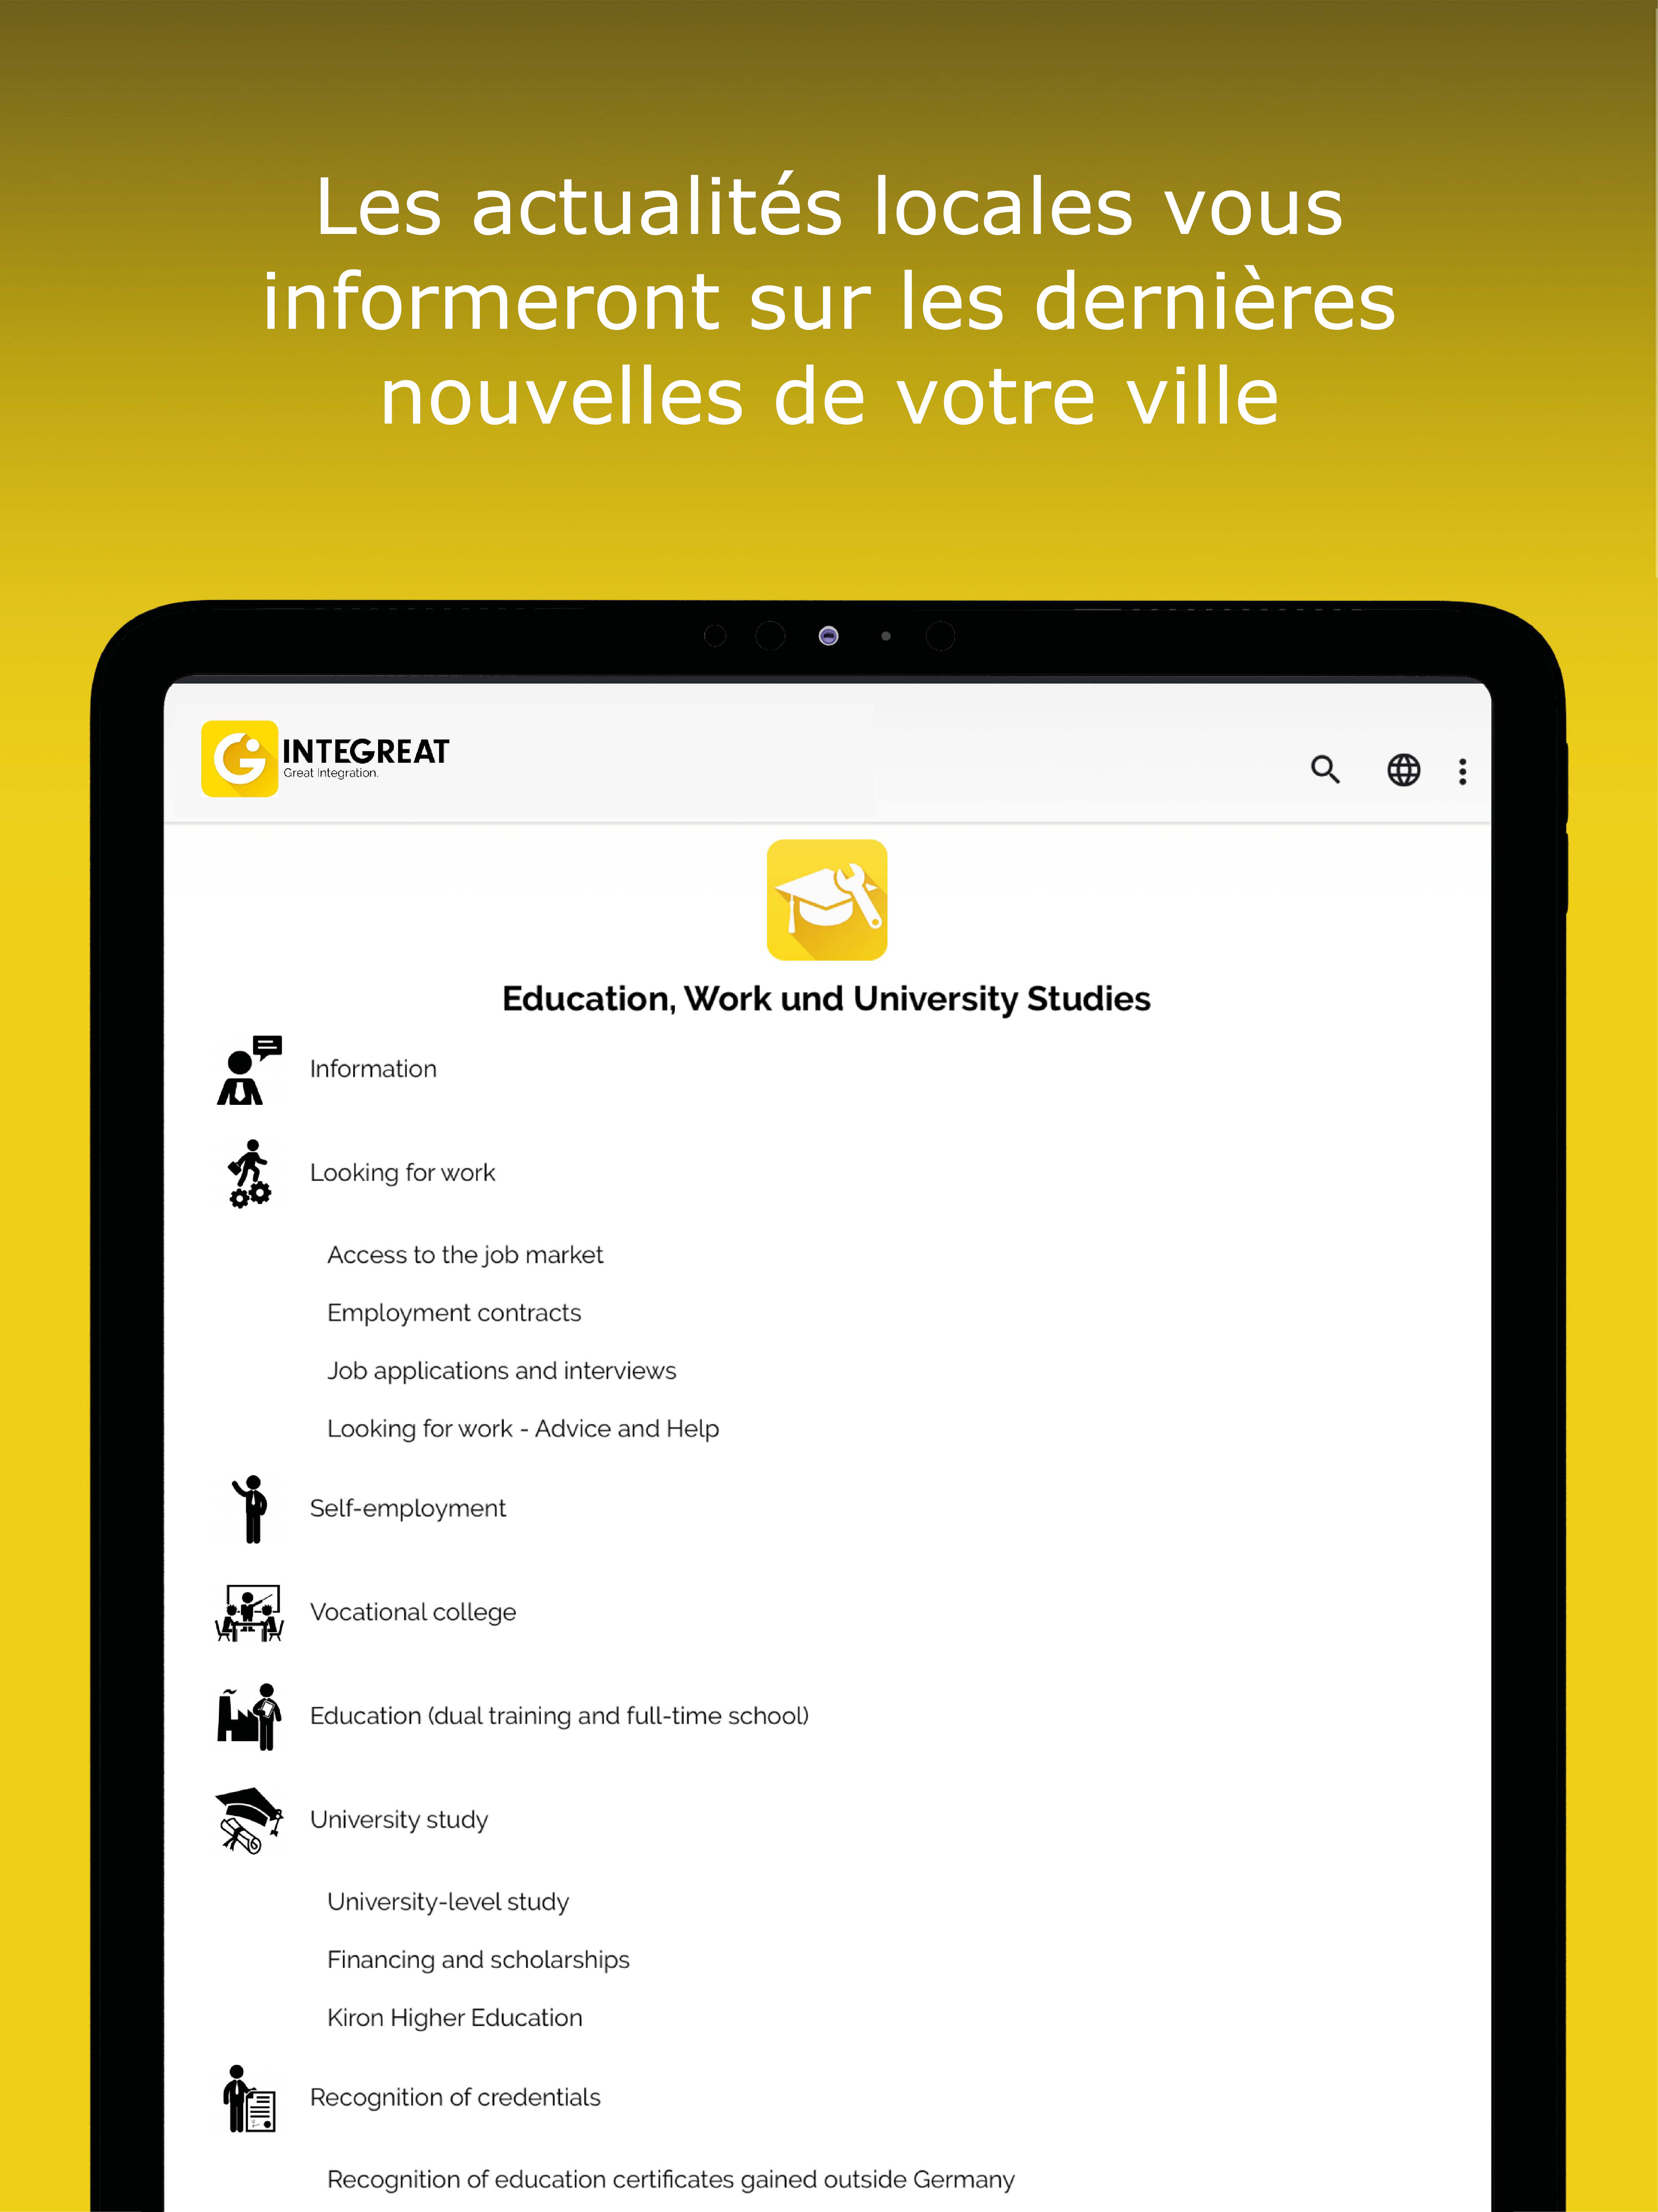 Les actualités locales vous
informeront sur les dernières
nouvelles de votre ville
INTEGREAT
Great Integration.
Education, Work und University Studies
Information
Looking for work
Access to the job market
Employment contracts
Job applications and interviews
Looking for work - Advice and Help
Self-employment
Vocational college
Education (dual training and full-time school)
University study
University-level study
Financing and scholarships
Kiron Higher Education
Recognition of credentials
Recognition of education certificates gained outside Germany